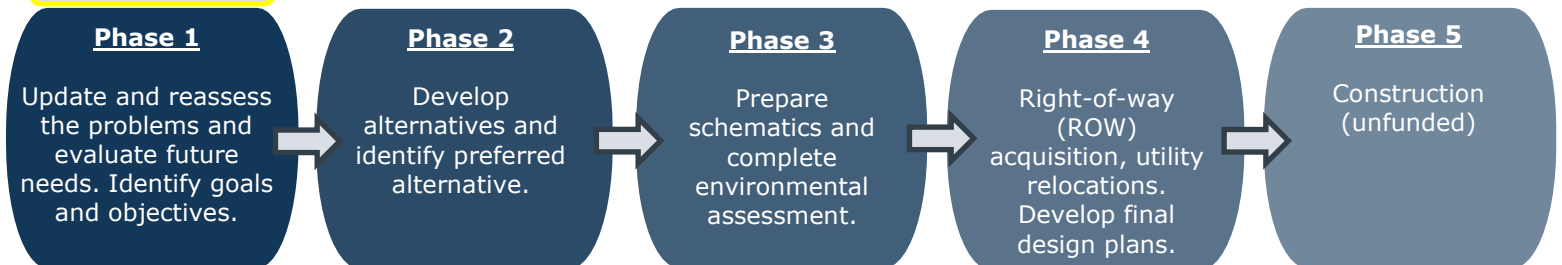 Phase 1
Update and reassess
the problems and
evaluate future
needs. Identify goals
and objectives.
Phase 2
Develop
alternatives and
identify preferred
alternative.
Phase 3
Prepare
schematics and
complete
environmental
assessment.
Phase 4
Right-of-way
(ROW)
acquisition, utility
relocations.
Develop final
design plans.
Phase 5
Construction
(unfunded)